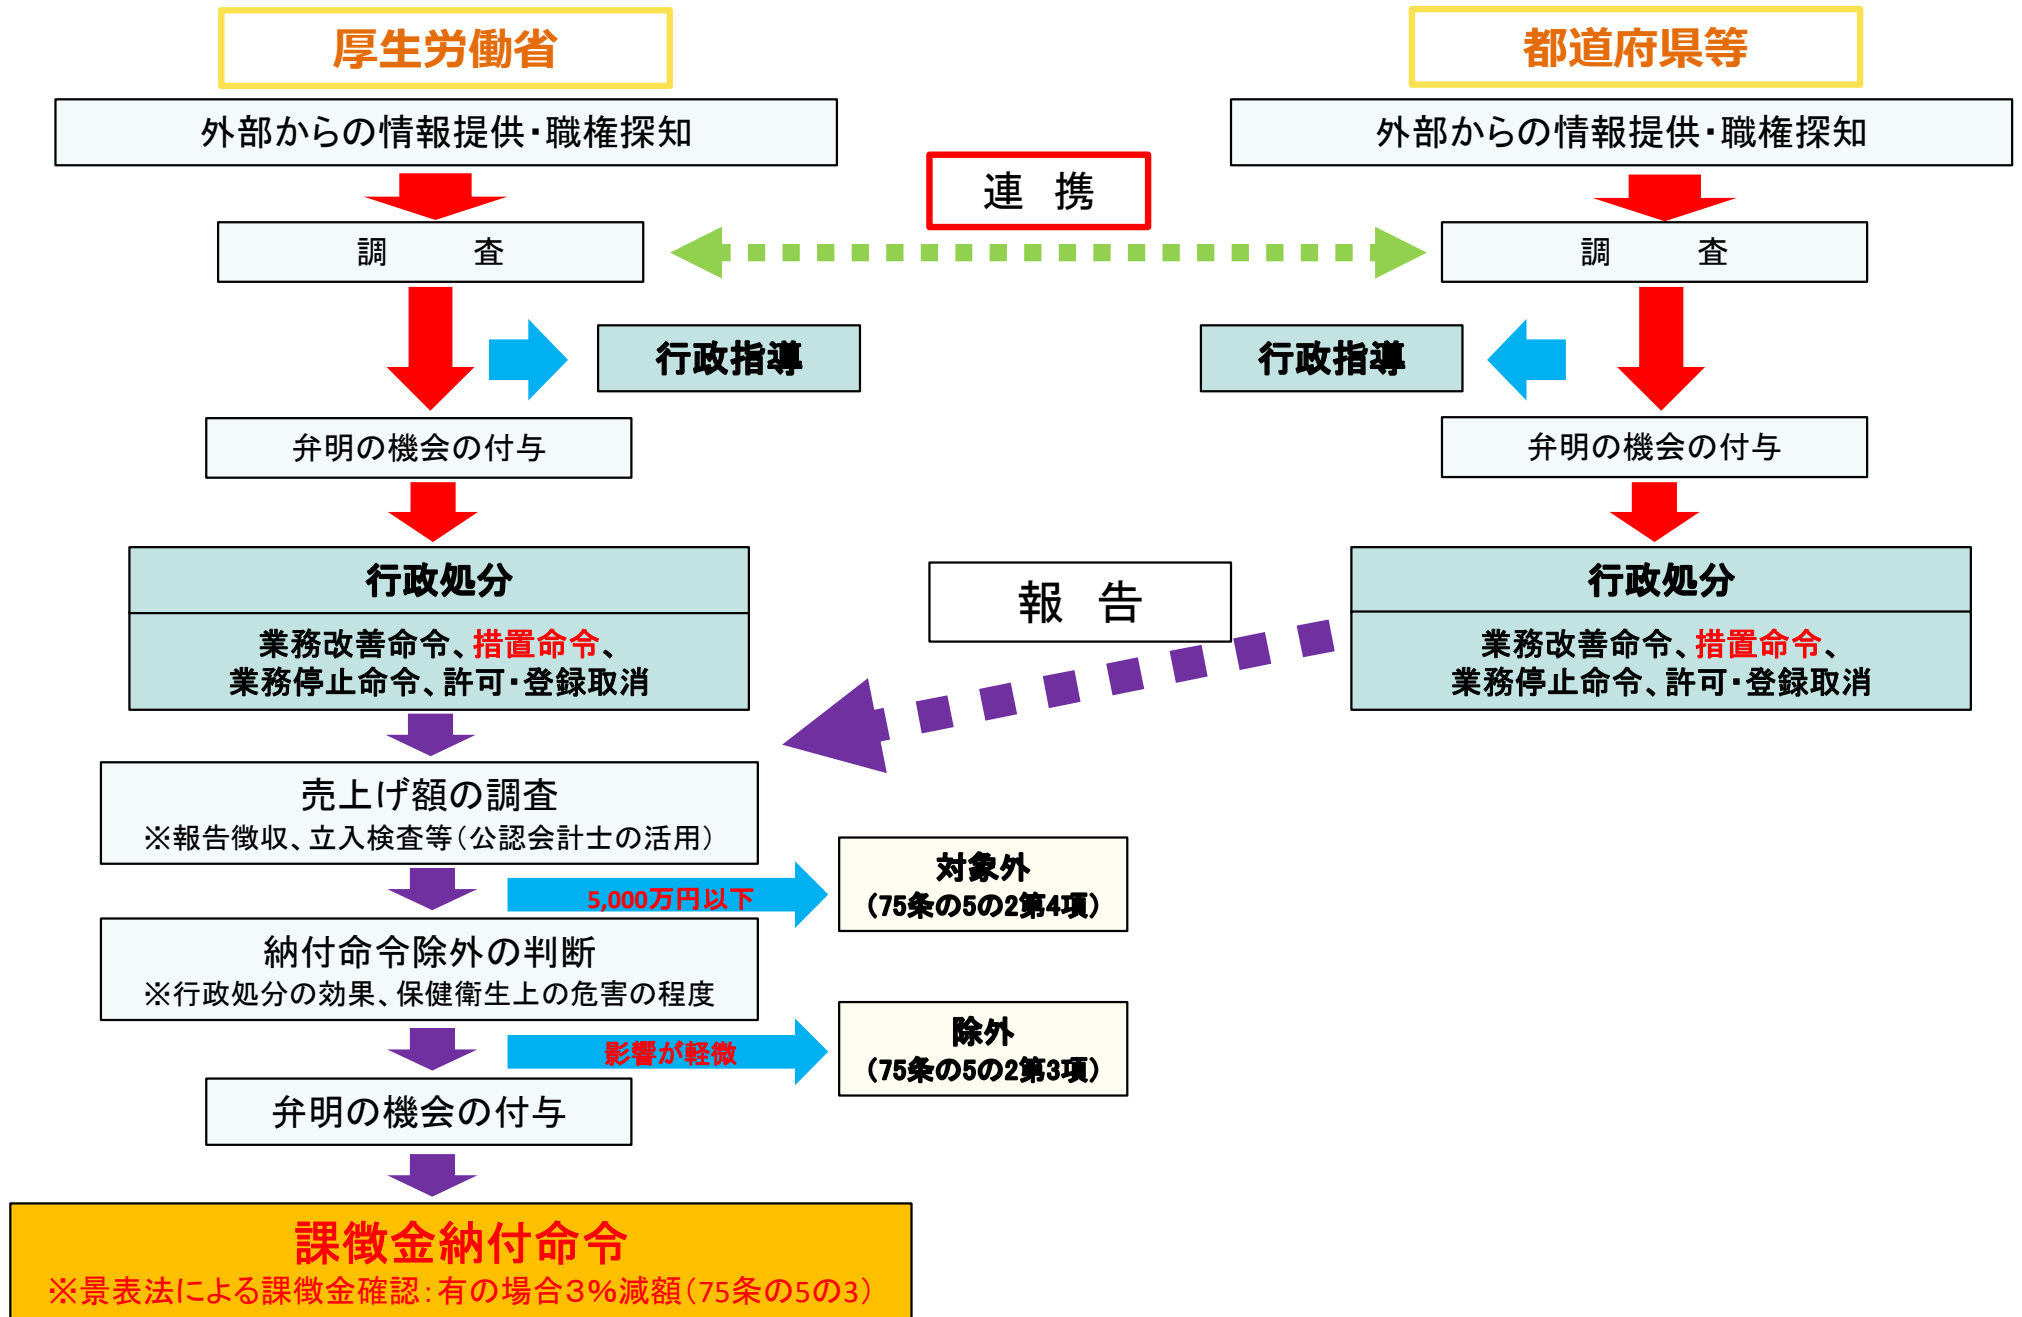 厚生労働省
都道府県等
外部からの情報提供・職権探知
外部からの情報提供・職権探知
連　携
調　　査
調　　査
行政指導
行政指導
弁明の機会の付与
弁明の機会の付与
行政処分
業務改善命令、措置命令、
業務停止命令、許可・登録取消
報　告
行政処分
業務改善命令、措置命令、
業務停止命令、許可・登録取消
売上げ額の調査
※報告徴収、立入検査等（公認会計士の活用）
5,000万円以下
対象外
（75条の5の2第4項）
納付命令除外の判断
※行政処分の効果、保健衛生上の危害の程度
影響が軽微
除外
（75条の5の2第3項）
弁明の機会の付与
課徴金納付命令
※景表法による課徴金確認：有の場合３％減額（75条の5の3）